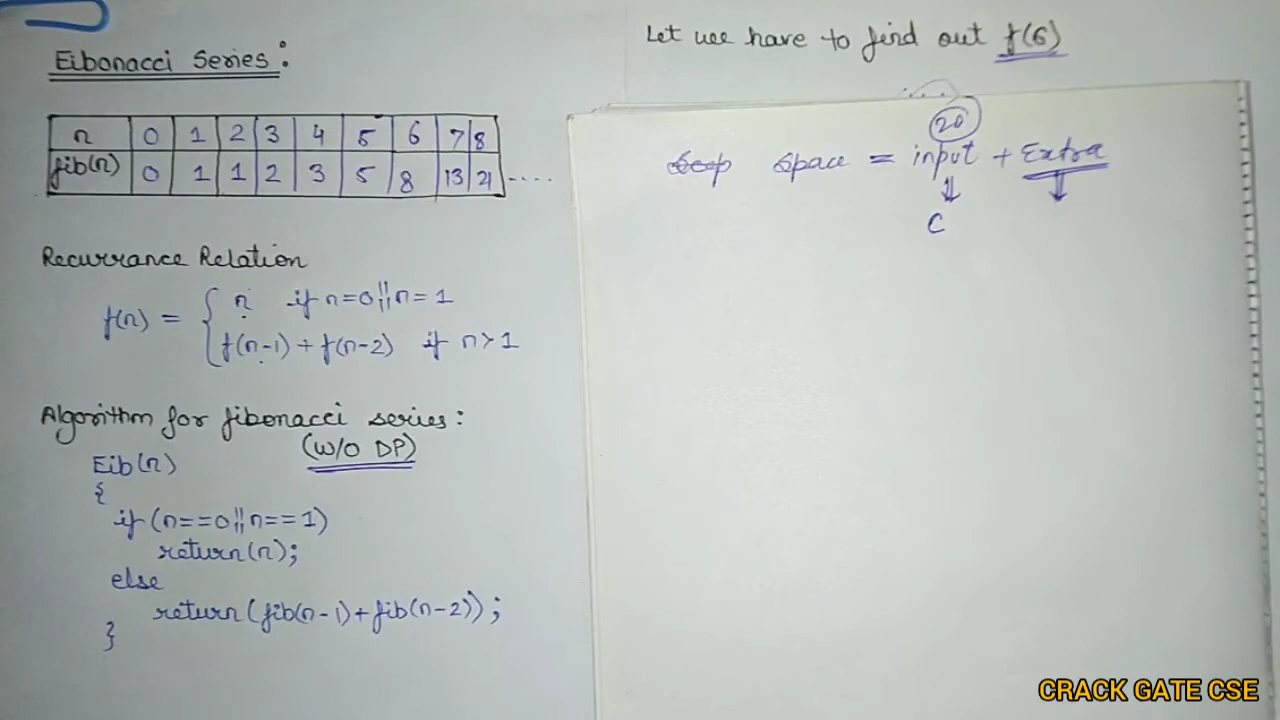 Fibonacci Series:
n 0 1 2 3 4 5 6 7 8
fib(n) 0 1 1 2 3 5 8 13 21 ....
Recurrance Relation
f(n) = { n if n=0||n=1
f(n-1) + f(n-2) if n>1
Algorithm for fibonacci series:
(W/O DP)
Fib(n)
{
if (n==0||n==1)
return(n);
else
return(fib(n-1)+fib(n-2));
}
Let we have to find out f(6)
20
Space = input + Extra
C
CRACK GATE CSE